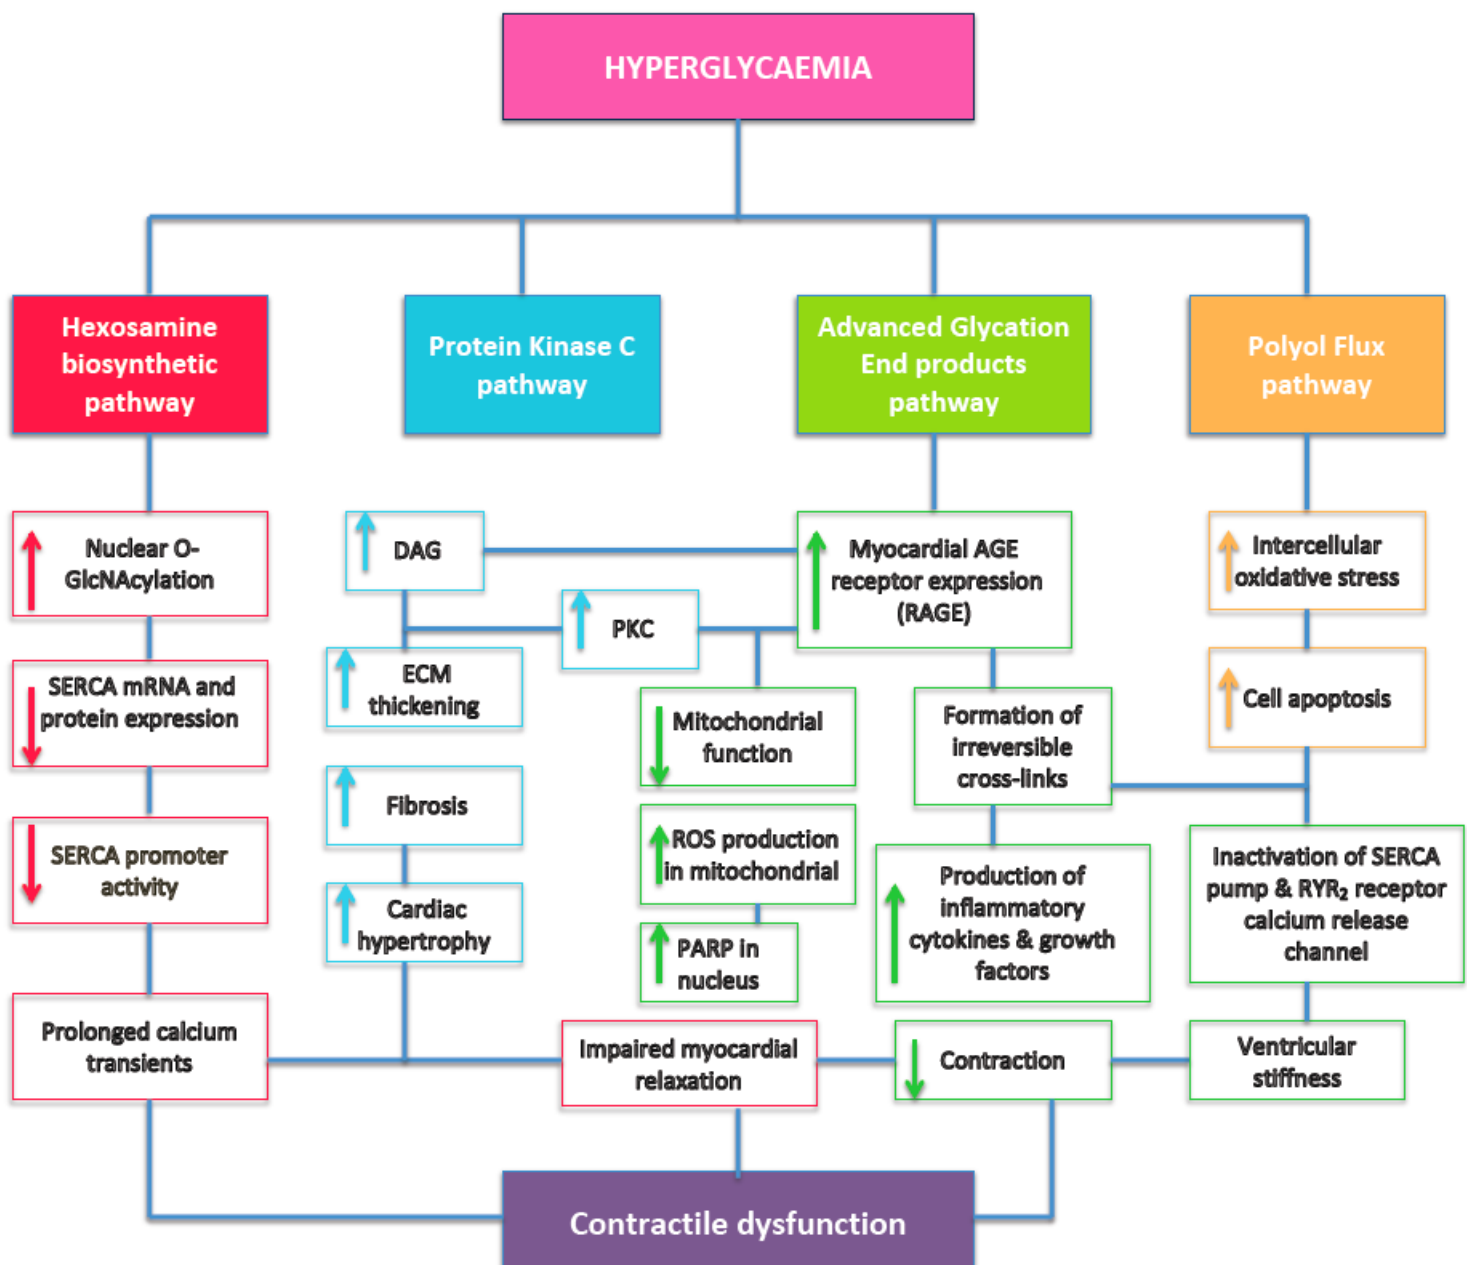 HYPERGLYCAEMIA
Hexosamine
biosynthetic
pathway
Protein Kinase C
pathway
Advanced Glycation
End products
pathway
Polyol Flux
pathway
Nuclear O-
GlcNAcylation
DAG
Myocardial AGE
receptor expression
(RAGE)
Intercellular
oxidative stress
PKC
SERCA mRNA and
protein expression
ECM
thickening
Mitochondrial
function
Formation of
irreversible
cross-links
Cell apoptosis
Fibrosis
ROS production
in mitochondrial
SERCA promoter
activity
Production of
inflammatory
cytokines & growth
factors
Inactivation of SERCA
pump & RYR₂ receptor
calcium release
channel
Cardiac
hypertrophy
PARP in
nucleus
Prolonged calcium
transients
Impaired myocardial
relaxation
Contraction
Ventricular
stiffness
Contractile dysfunction